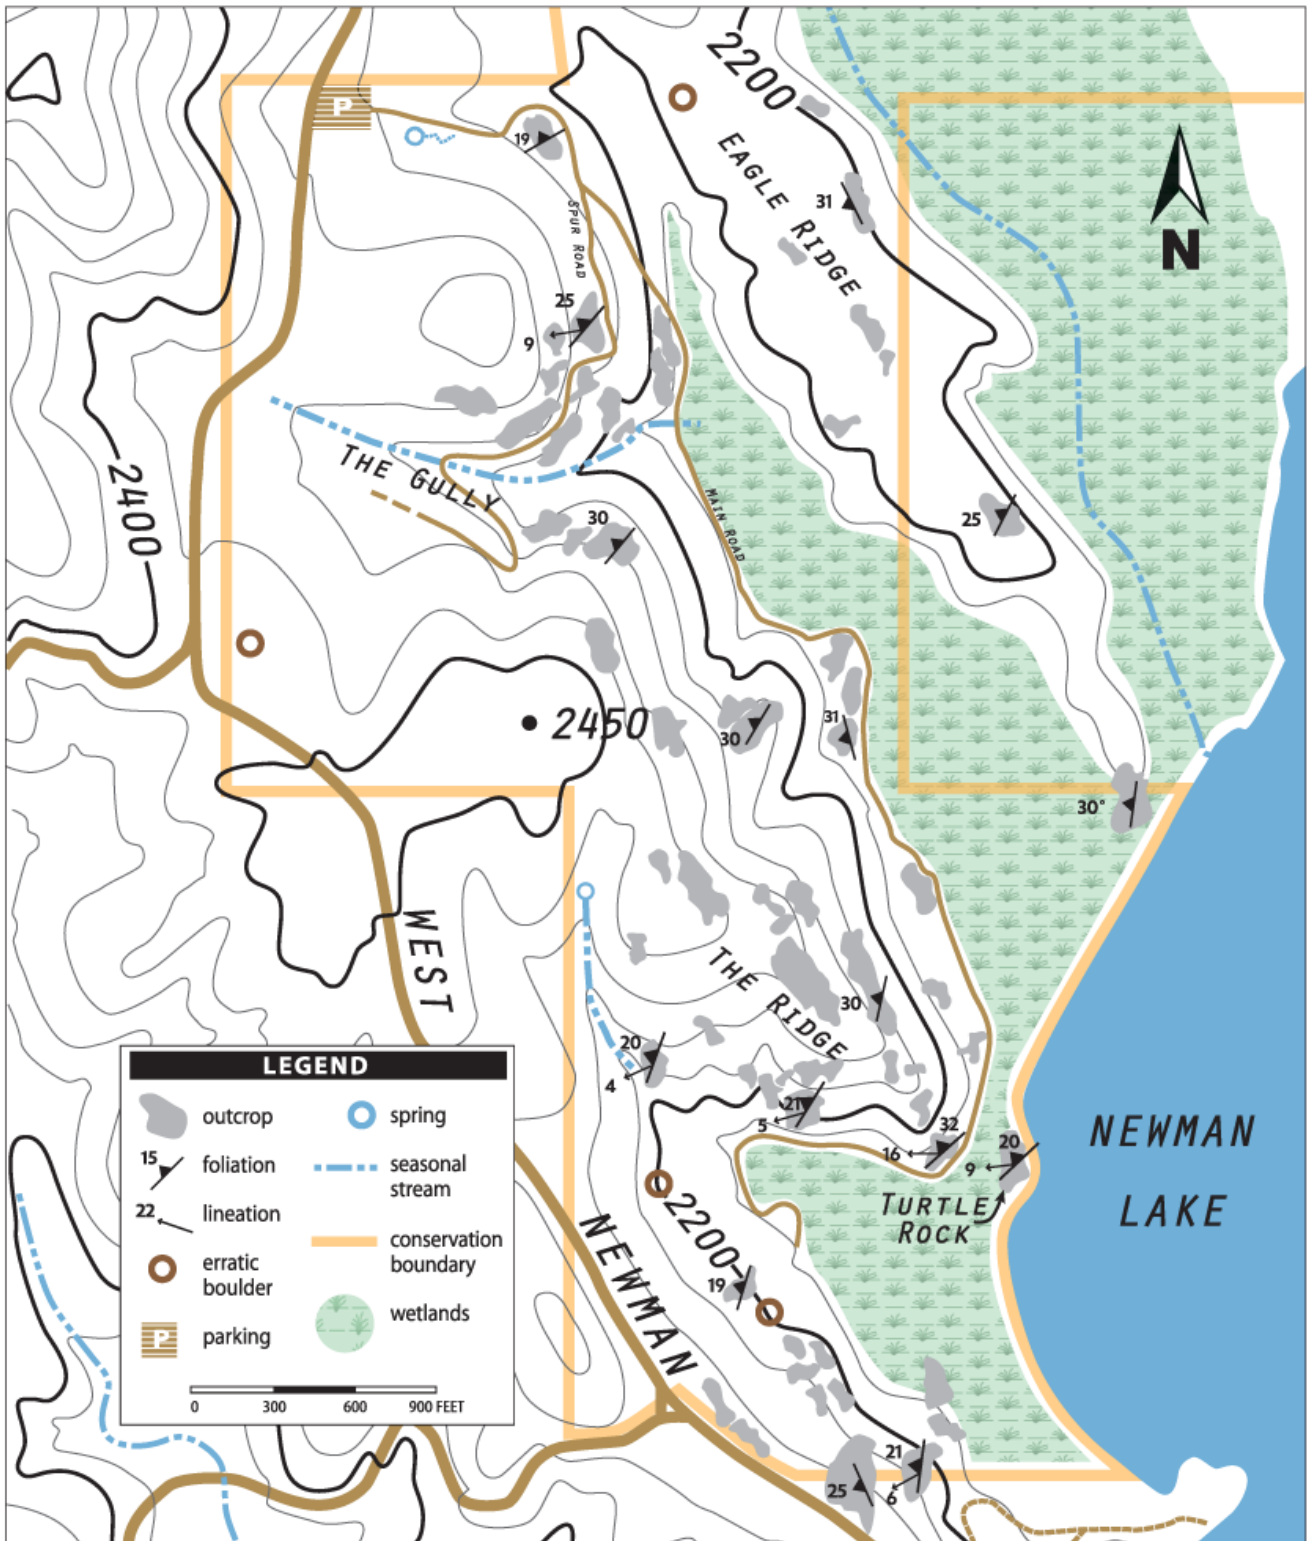 2200
P
19
EAGLE RIDGE
31
N
SPUR ROAD
25
9
THE GULLY
2400
MAIN ROAD
30
25
2450
31
30
30°
WEST
THE RIDGE
30
20
4
21
5
32
16
20
9
TURTLE
ROCK
NEWMAN
LAKE
2200
19
NEWMAN
21
25
6
LEGEND
outcrop
spring
15
foliation
seasonal
stream
22
lineation
conservation
boundary
erratic
boulder
wetlands
P
parking
0 300 600 900 FEET